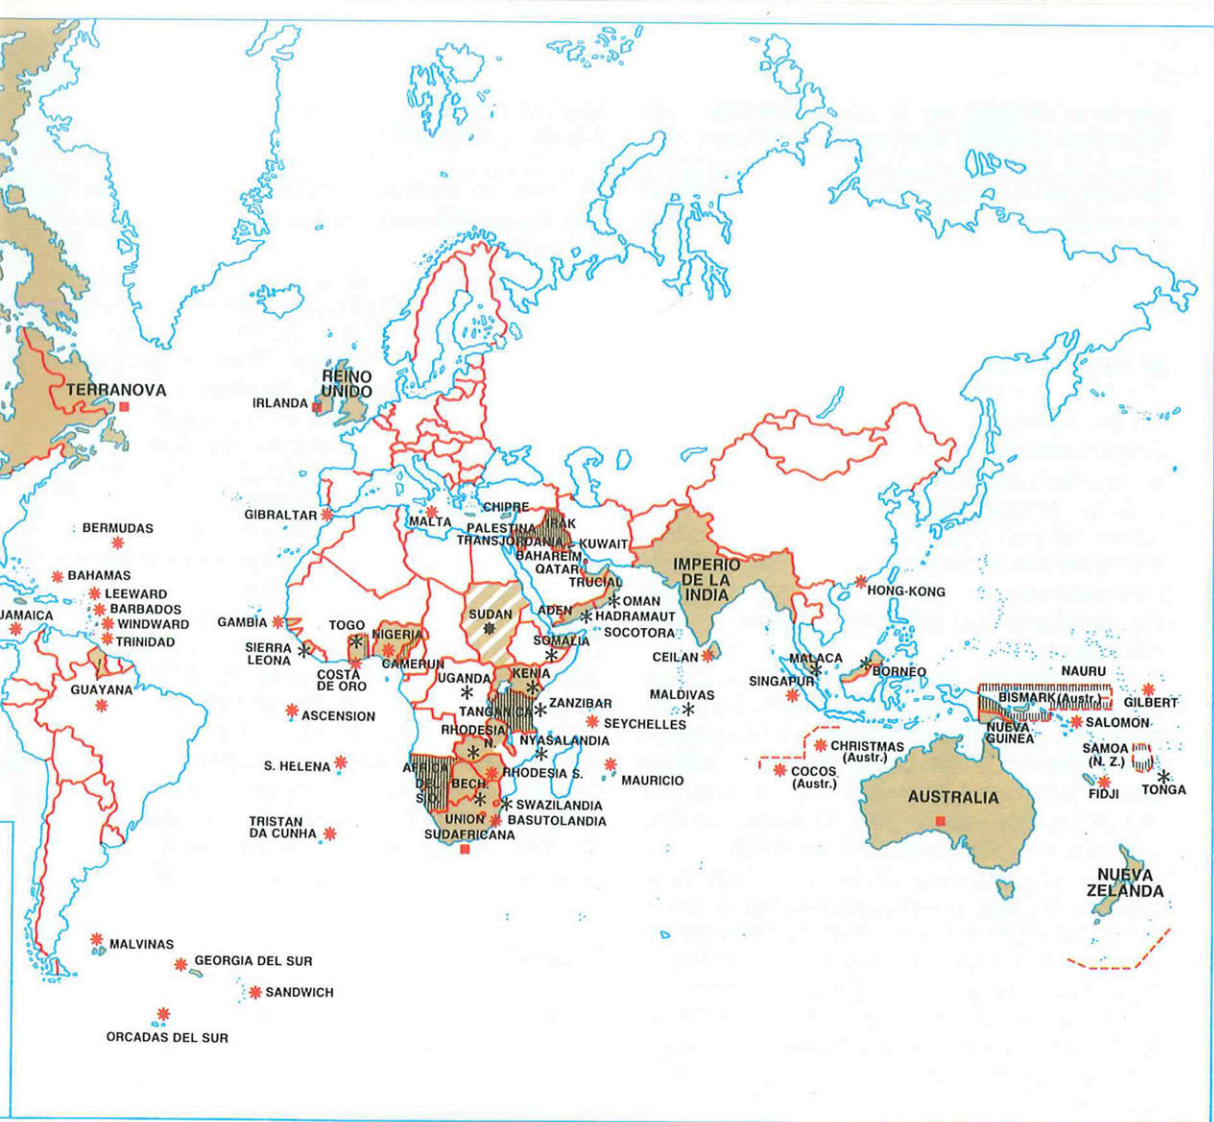 TERRANOVA
REINO
UNIDO
IRLANDA
GIBRALTAR
MALTA
CHIPRE
PALESTINA
IRAK
TRANSJORDANIA
KUWAIT
BAHAREIM
QATAR
TRUCIAL
IMPERIO
DE LA
INDIA
HONG-KONG
BERMUDAS
BAHAMAS
LEEWARD
BARBADOS
JAMAICA
WINDWARD
TRINIDAD
GUAYANA
GAMBIA
SIERRA
LEONA
TOGO
NIGERIA
COSTA
DE ORO
CAMERUN
SUDAN
ADEN
OMAN
HADRAMAUT
SOCOTORA
SOMALIA
UGANDA
KENIA
TANGANICA
ZANZIBAR
SEYCHELLES
CEILAN
MALDIVAS
MALACA
SINGAPUR
BORNEO
NAURU
BISMARK (Austr.)
GILBERT
NUEVA
GUINEA
SALOMON
SAMOA
(N. Z.)
FIDJI
TONGA
ASCENSION
S. HELENA
TRISTAN
DA CUNHA
RHODESIA
N.
NYASALANDIA
AFRICA
DEL
S.O.
BECH.
RHODESIA S.
MAURICIO
SWAZILANDIA
BASUTOLANDIA
UNION
SUDAFRICANA
CHRISTMAS
(Austr.)
COCOS
(Austr.)
AUSTRALIA
NUEVA
ZELANDA
MALVINAS
GEORGIA DEL SUR
SANDWICH
ORCADAS DEL SUR